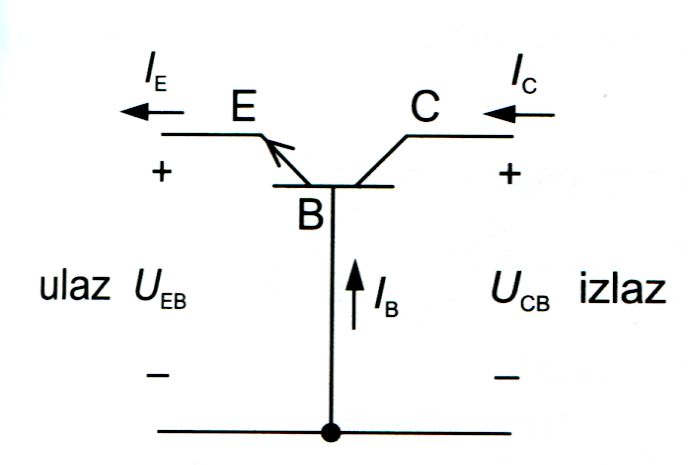 I_E I_C
E C
+ +
B
ulaz U_EB I_B U_CB izlaz
− −